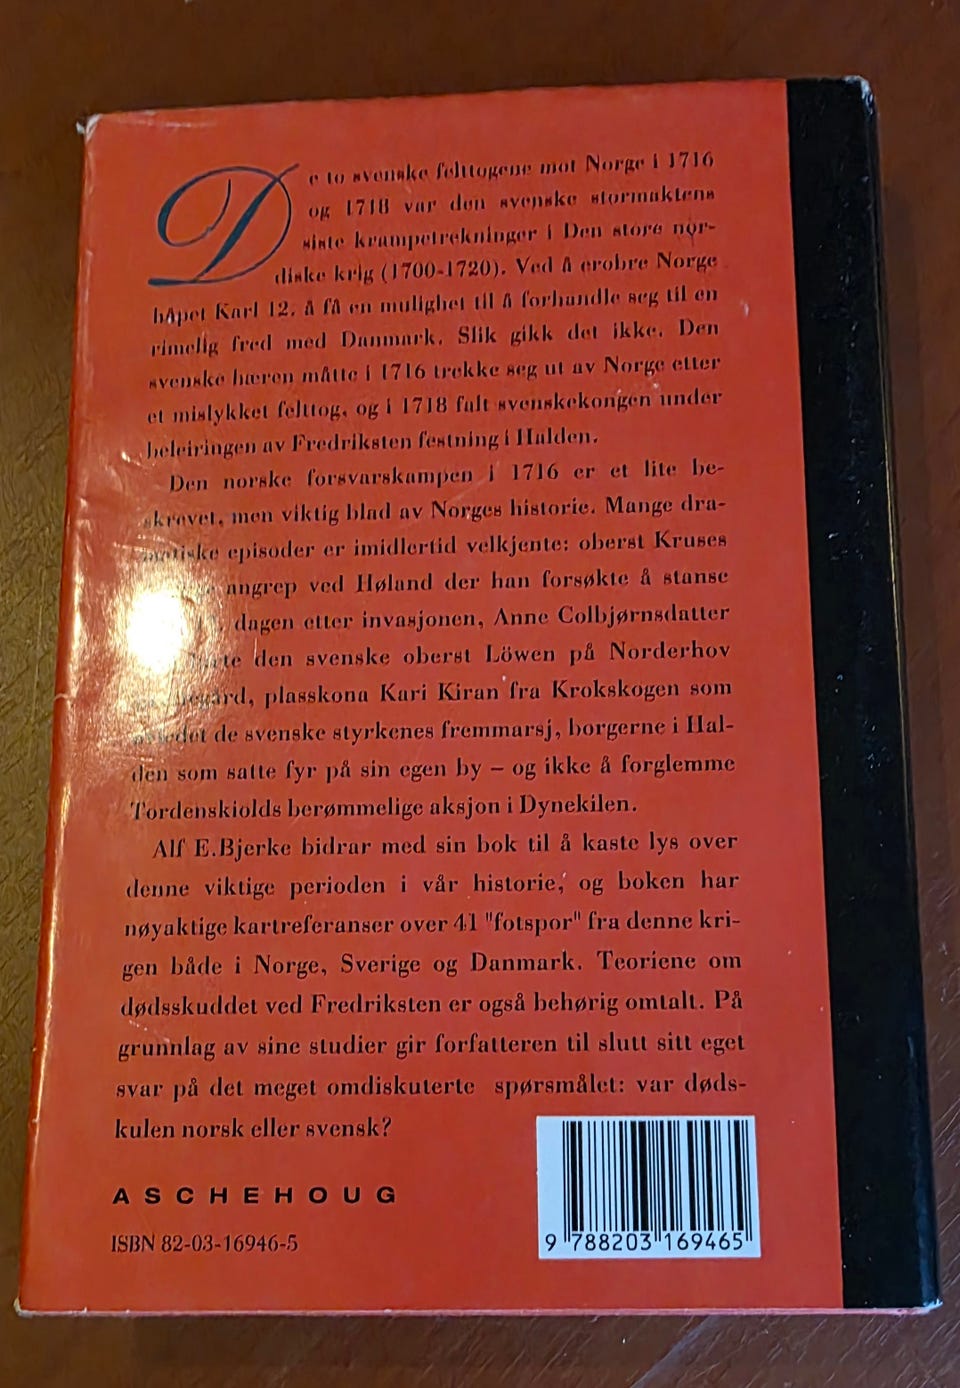 De to svenske felttogene mot Norge i 1716
og 1718 var den svenske stormaktens
siste krampetrekninger i Den store nor-
diske krig (1700-1720). Ved å erobre Norge
håpet Karl 12. å få en mulighet til å forhandle seg til en
rimelig fred med Danmark. Slik gikk det ikke. Den
svenske hæren måtte i 1716 trekke seg ut av Norge etter
et mislykket felttog, og i 1718 falt svenskekongen under
beleiringen av Fredriksten festning i Halden.
Den norske forsvarskampen i 1716 er et lite be-
skrevet, men viktig blad av Norges historie. Mange dra-
matiske episoder er imidlertid velkjente: oberst Kruses
angrep ved Høland der han forsøkte å stanse
dagen etter invasjonen, Anne Colbjørnsdatter
den svenske oberst Löwen på Norderhov
plasskona Kari Kiran fra Krokskogen som
de svenske styrkenes fremmarsj, borgerne i Hal-
den som satte fyr på sin egen by – og ikke å forglemme
Tordenskiolds berømmelige aksjon i Dynekilen.
Alf E.Bjerke bidrar med sin bok til å kaste lys over
denne viktige perioden i vår historie, og boken har
nøyaktige kartreferanser over 41 "fotspor" fra denne kri-
gen både i Norge, Sverige og Danmark. Teoriene om
dødsskuddet ved Fredriksten er også behørig omtalt. På
grunnlag av sine studier gir forfatteren til slutt sitt eget
svar på det meget omdiskuterte spørsmålet: var døds-
kulen norsk eller svensk?
ASCHEHOUG
ISBN 82-03-16946-5
9 788203 169465